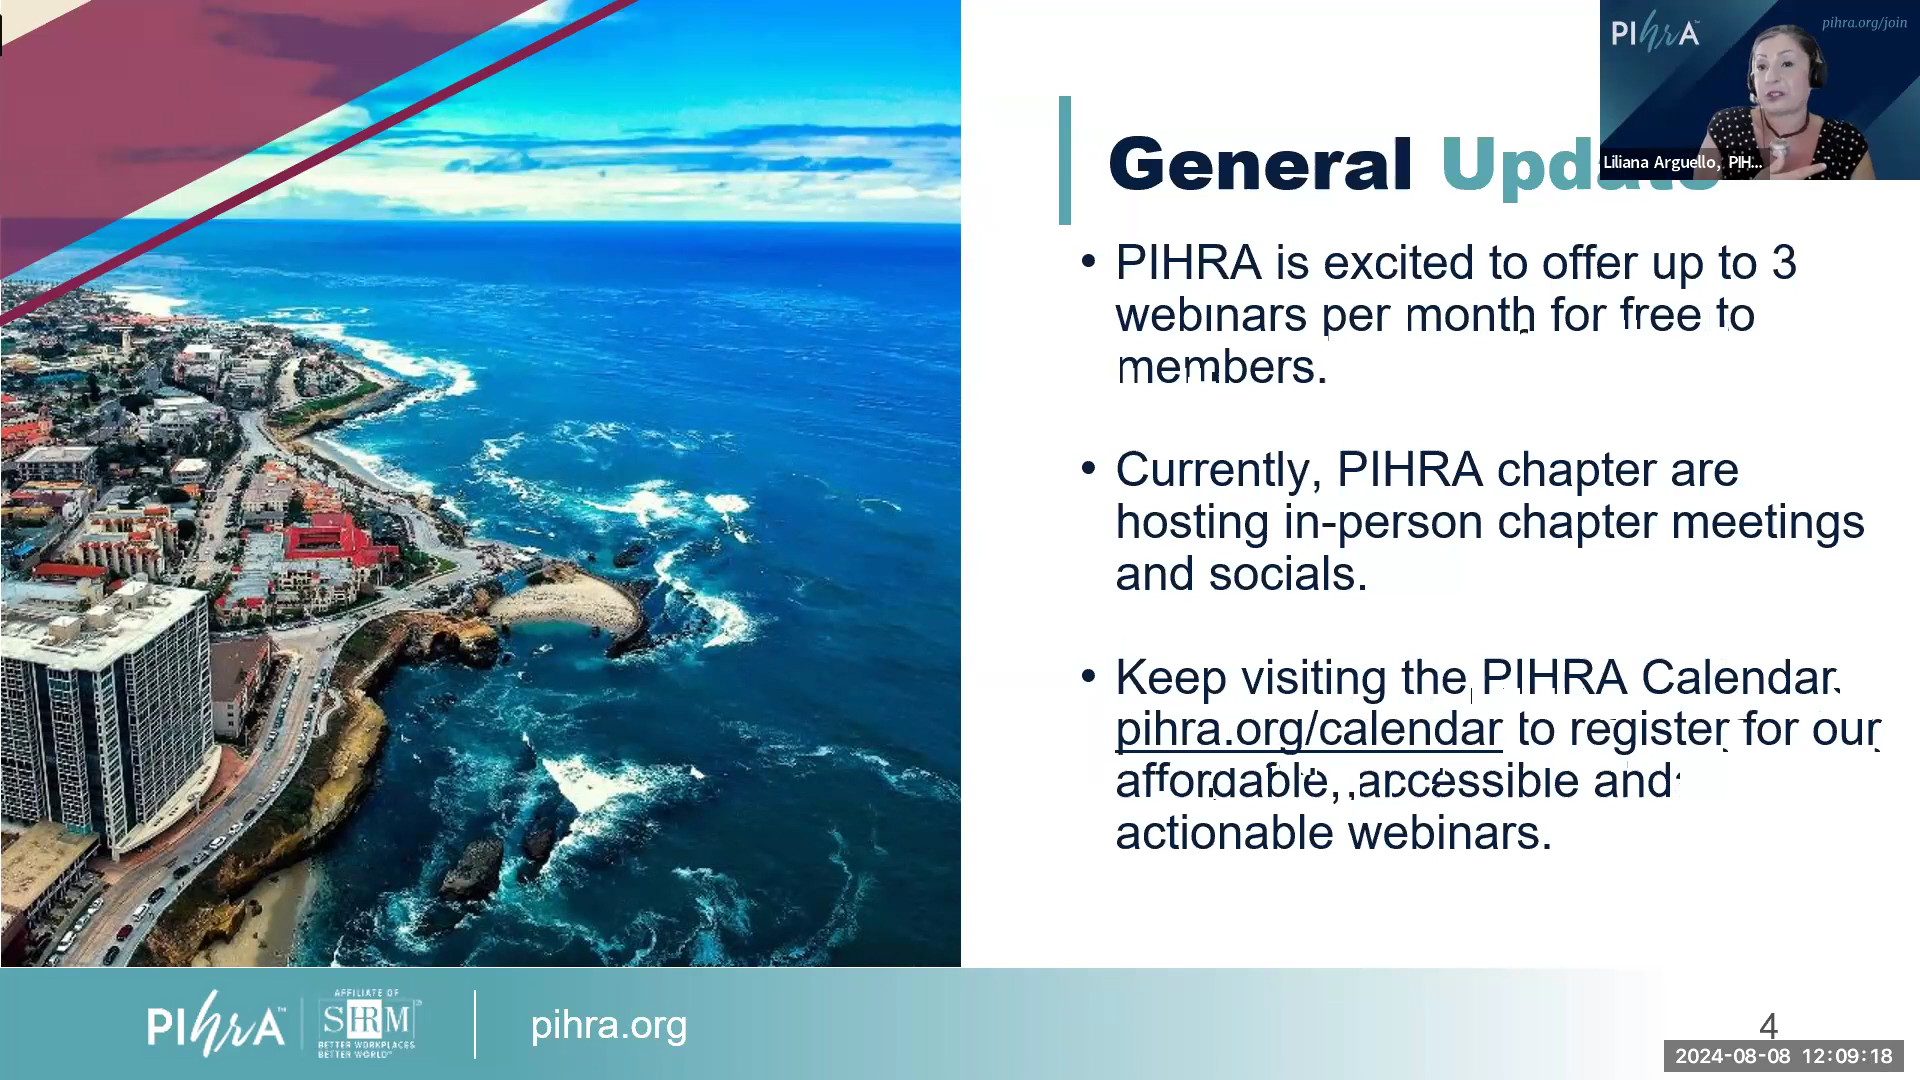 PIhrA
pihra.org/join
Liliana Arguello, PIH...
General
• PIHRA is excited to offer up to 3
webinars per month for free to
members.
• Currently, PIHRA chapter are
hosting in-person chapter meetings
and socials.
• Keep visiting the PIHRA Calendar.
pihra.org/calendar to register for our
affordable, accessible and
actionable webinars.
PIhrA™
AFFILIATE OF
SHRM
BETTER WORKPLACES
BETTER WORLD™
pihra.org
4
2024-08-08 12:09:18